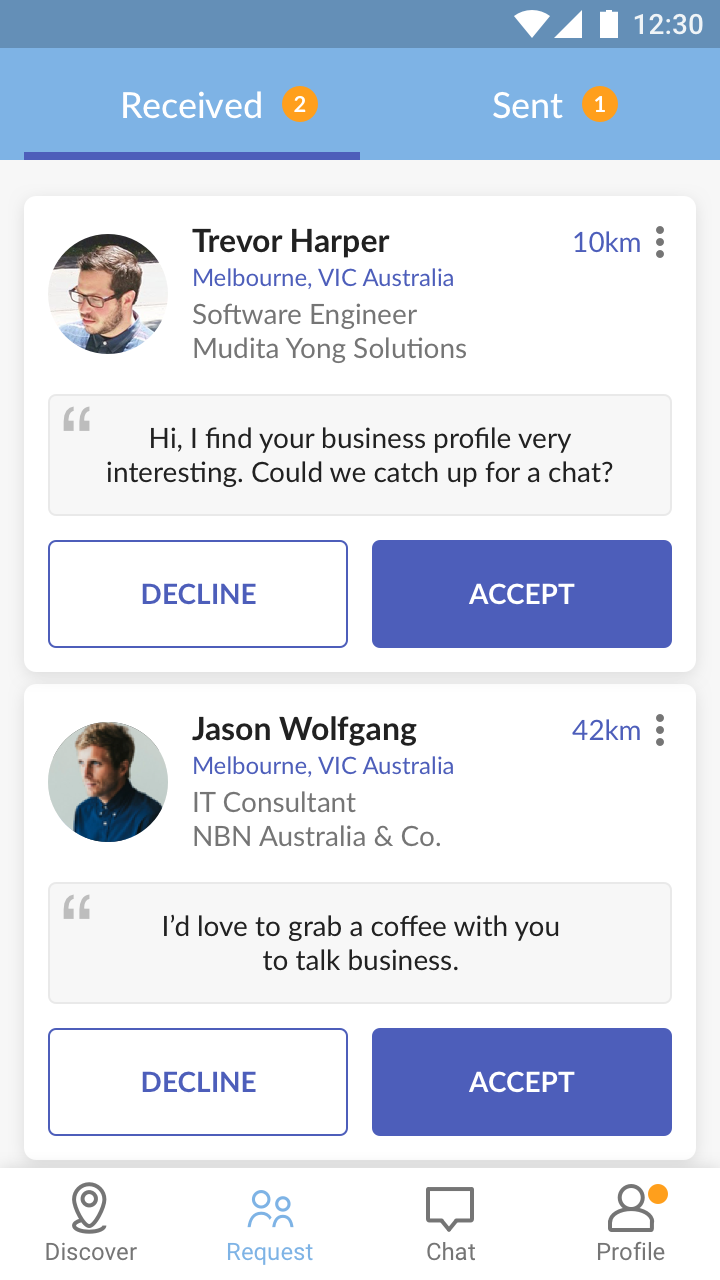 12:30
Received 2 Sent 1
Trevor Harper 10km
Melbourne, VIC Australia
Software Engineer
Mudita Yong Solutions
“
Hi, I find your business profile very
interesting. Could we catch up for a chat?
DECLINE ACCEPT
Jason Wolfgang 42km
Melbourne, VIC Australia
IT Consultant
NBN Australia & Co.
“
I’d love to grab a coffee with you
to talk business.
DECLINE ACCEPT
Discover Request Chat Profile